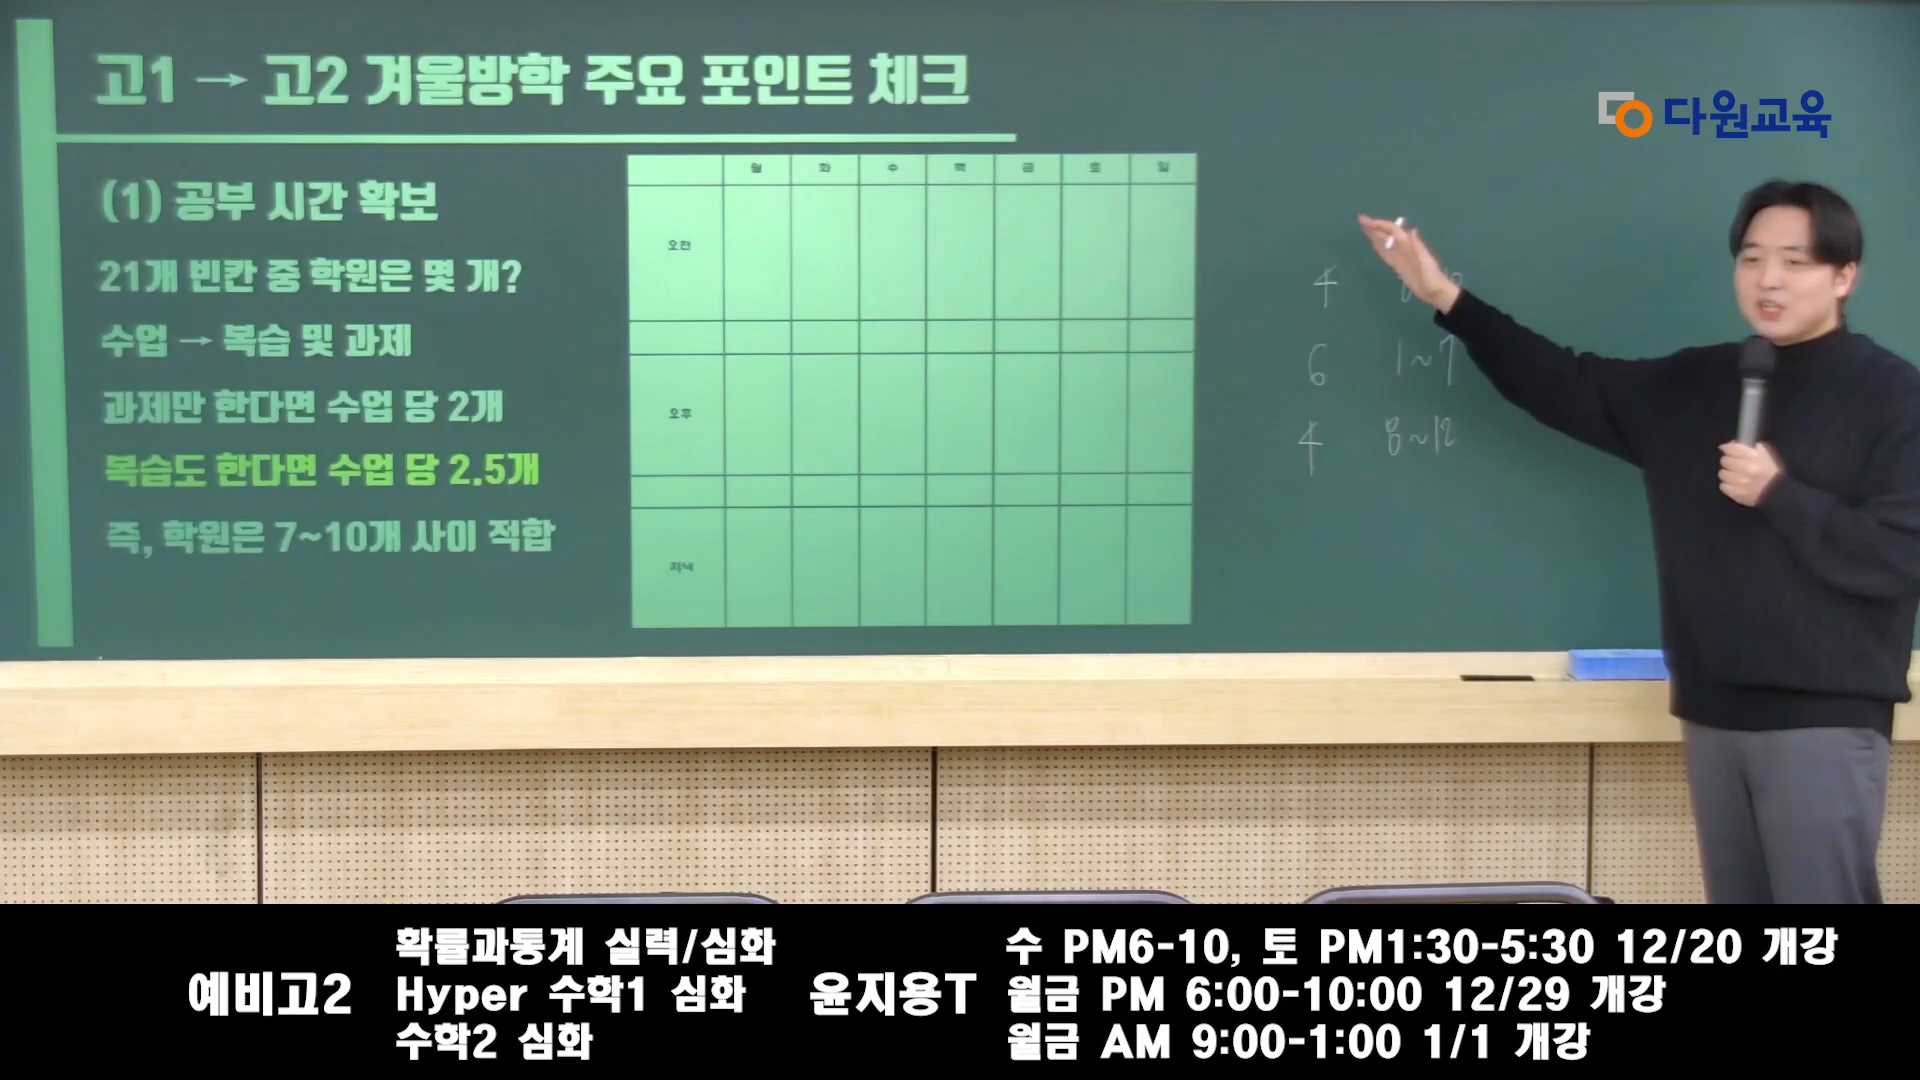 고1 → 고2 겨울방학 주요 포인트 체크
다원교육
(1) 공부 시간 확보
21개 빈칸 중 학원은 몇 개?
수업 → 복습 및 과제
과제만 한다면 수업 당 2개
복습도 한다면 수업 당 2.5개
즉, 학원은 7~10개 사이 적합
월 화 수 목 금 토 일
오전
오후
저녁
4
6 1~7
4 8~12
예비고2
확률과통계 실력/심화
Hyper 수학1 심화
수학2 심화
윤지용T
수 PM6-10, 토 PM1:30-5:30 12/20 개강
월금 PM 6:00-10:00 12/29 개강
월금 AM 9:00-1:00 1/1 개강